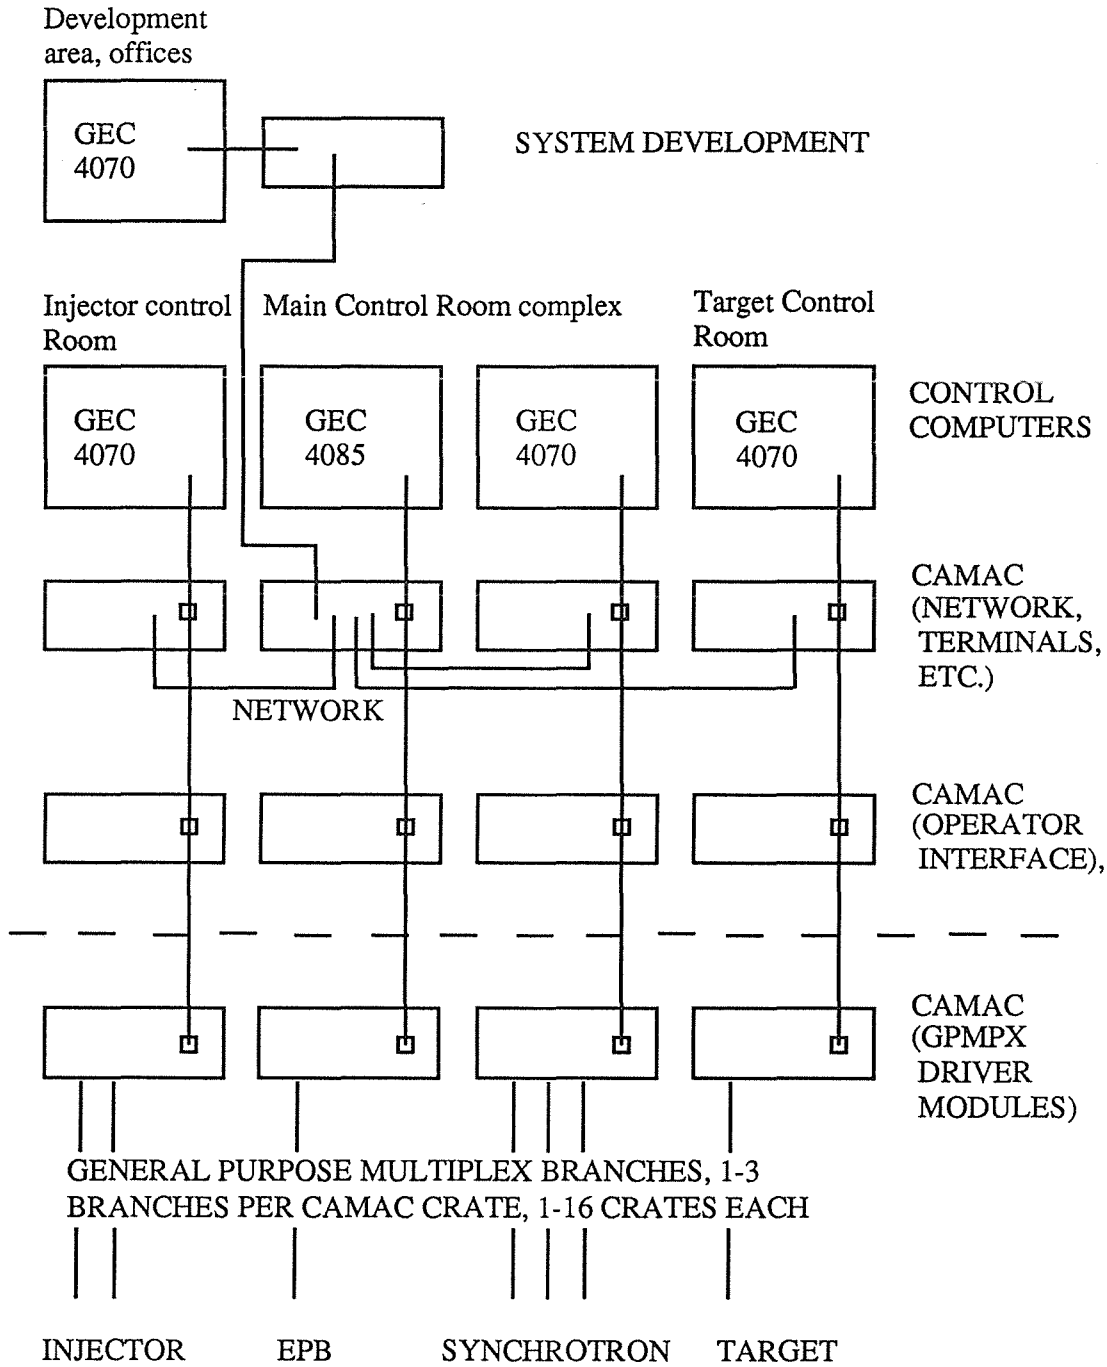 Development
area, offices
GEC
4070
SYSTEM DEVELOPMENT
Injector control
Room
Main Control Room complex
Target Control
Room
GEC
4070
GEC
4085
GEC
4070
GEC
4070
CONTROL
COMPUTERS
CAMAC
(NETWORK,
TERMINALS,
ETC.)
NETWORK
CAMAC
(OPERATOR
INTERFACE),
CAMAC
(GPMPX
DRIVER
MODULES)
GENERAL PURPOSE MULTIPLEX BRANCHES, 1-3
BRANCHES PER CAMAC CRATE, 1-16 CRATES EACH
INJECTOR
EPB
SYNCHROTRON
TARGET